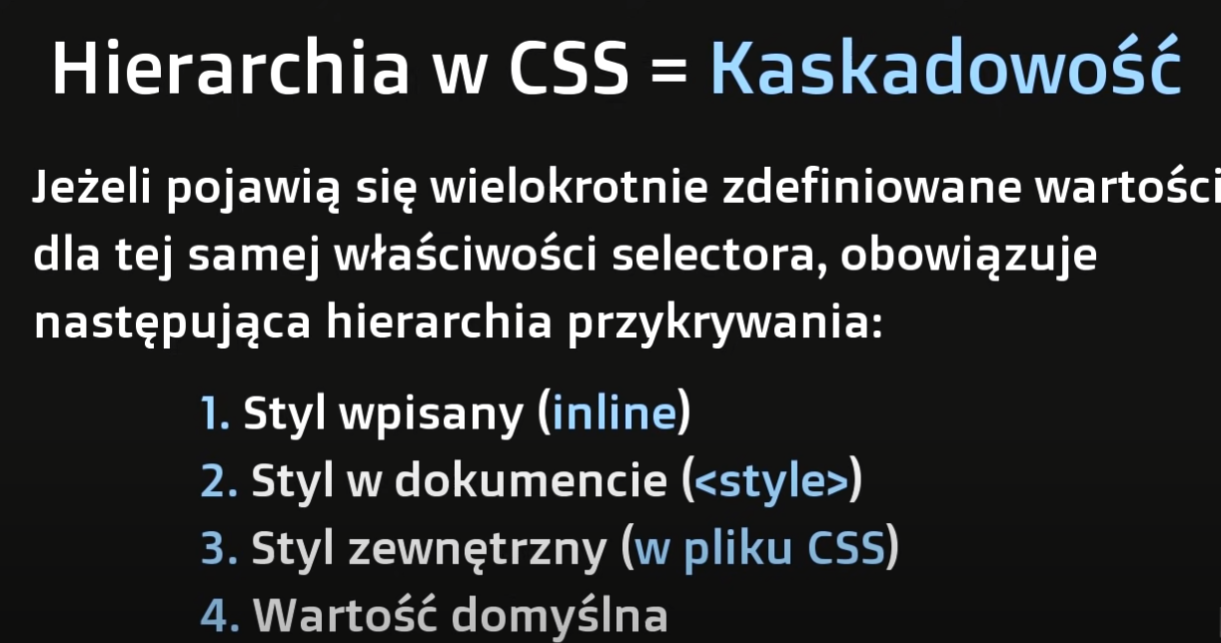 Hierarchia w CSS = Kaskadowość
Jeżeli pojawią się wielokrotnie zdefiniowane wartości
dla tej samej właściwości selectora, obowiązuje
następująca hierarchia przykrywania:
1. Styl wpisany (inline)
2. Styl w dokumencie (<style>)
3. Styl zewnętrzny (w pliku CSS)
4. Wartość domyślna